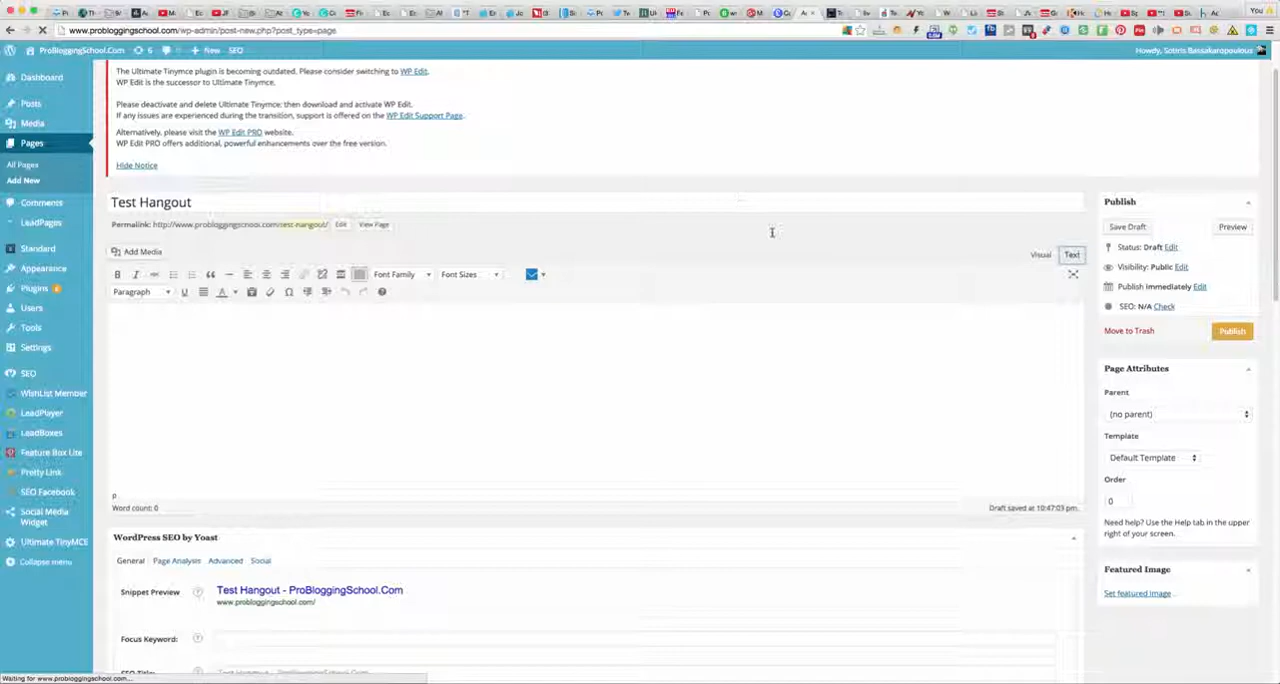 www.probloggingschool.com/wp-admin/post-new.php?post_type=page
You
ProBloggingSchool.Com 6 New SEO
Howdy, Sotiris Bassakaropoulous
Dashboard
Posts
Media
Pages
All Pages
Add New
Comments
LeadPages
Standard
Appearance
Plugins
Users
Tools
Settings
SEO
WishList Member
LeadPlayer
LeadBoxes
Feature Box Lite
Pretty Link
SEO Facebook
Social Media
Widget
Ultimate TinyMCE
Collapse menu
The Ultimate Tinymce plugin is becoming outdated. Please consider switching to WP Edit.
WP Edit is the successor to Ultimate Tinymce.
Please deactivate and delete Ultimate Tinymce; then download and activate WP Edit.
If any issues are experienced during the transition, support is offered on the WP Edit Support Page.
Alternatively, please visit the WP Edit PRO website.
WP Edit PRO offers additional, powerful enhancements over the free version.
Hide Notice
Test Hangout
Permalink: http://www.probloggingschool.com/test-hangout/ Edit View Page
Add Media
Visual Text
B I Font Family Font Sizes
Paragraph U A
p
Word count: 0
Draft saved at 10:47:03 pm.
WordPress SEO by Yoast
General Page Analysis Advanced Social
Snippet Preview
Test Hangout - ProBloggingSchool.Com
www.probloggingschool.com/
Focus Keyword:
SEO Title:
Test Hangout - ProBloggingSchool.Com
Publish
Save Draft Preview
Status: Draft Edit
Visibility: Public Edit
Publish immediately Edit
SEO: N/A Check
Move to Trash Publish
Page Attributes
Parent
(no parent)
Template
Default Template
Order
0
Need help? Use the Help tab in the upper
right of your screen.
Featured Image
Set featured image
Waiting for www.probloggingschool.com...